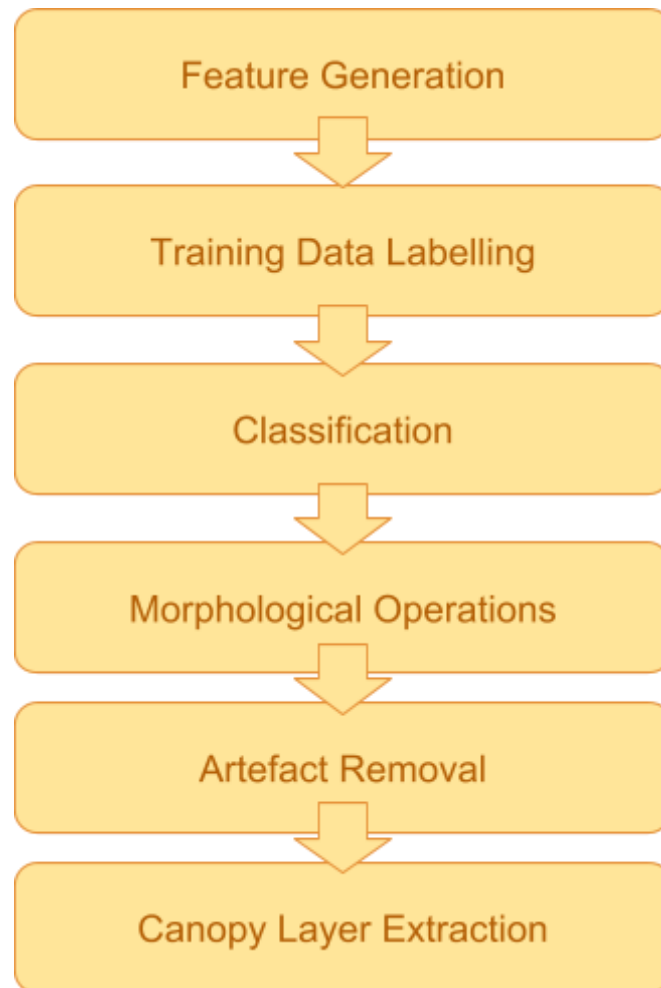 Feature Generation
Training Data Labelling
Classification
Morphological Operations
Artefact Removal
Canopy Layer Extraction